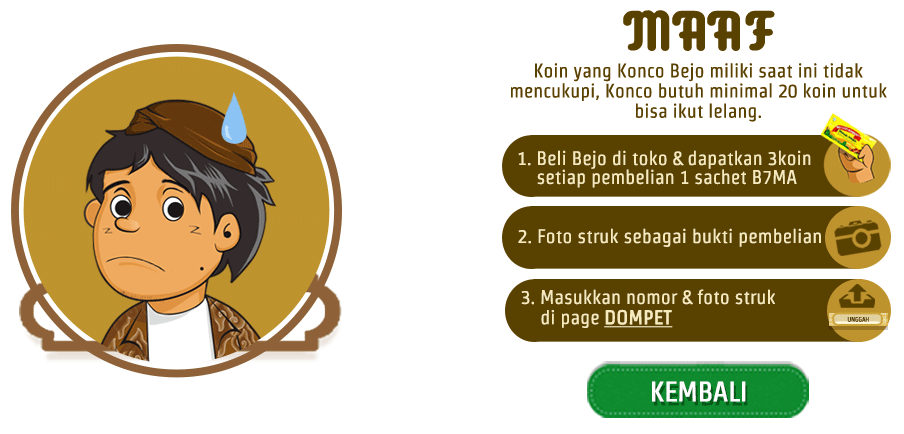 MAAF
Koin yang Konco Bejo miliki saat ini tidak
mencukupi, Konco butuh minimal 20 koin untuk
bisa ikut lelang.
1. Beli Bejo di toko & dapatkan 3koin
setiap pembelian 1 sachet B7MA
2. Foto struk sebagai bukti pembelian
3. Masukkan nomor & foto struk
di page DOMPET
UNGGAH
KEMBALI